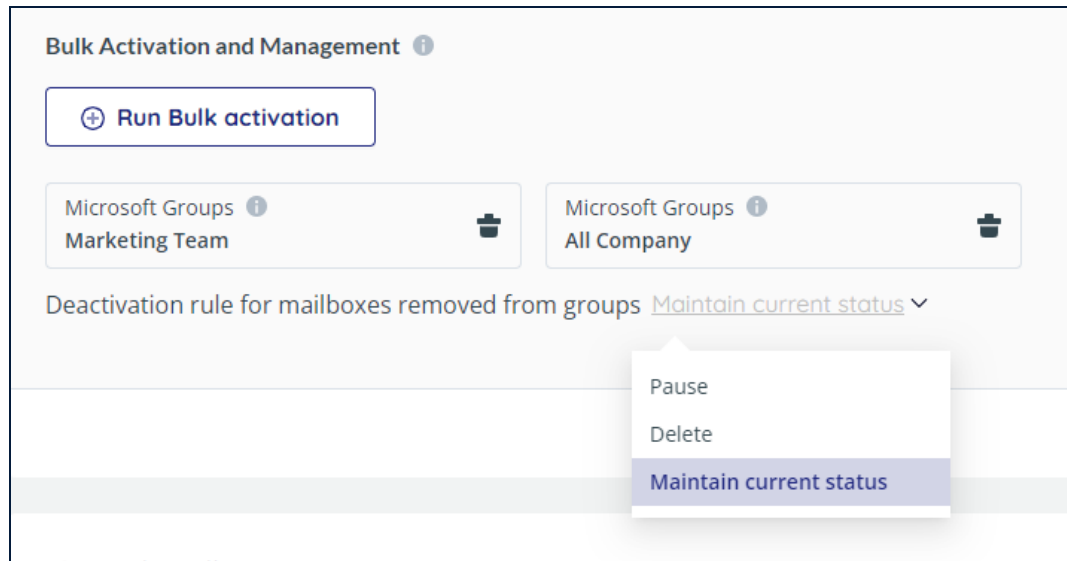 Bulk Activation and Management
Run Bulk activation
Microsoft Groups
Marketing Team
Microsoft Groups
All Company
Deactivation rule for mailboxes removed from groups Maintain current status
Pause
Delete
Maintain current status